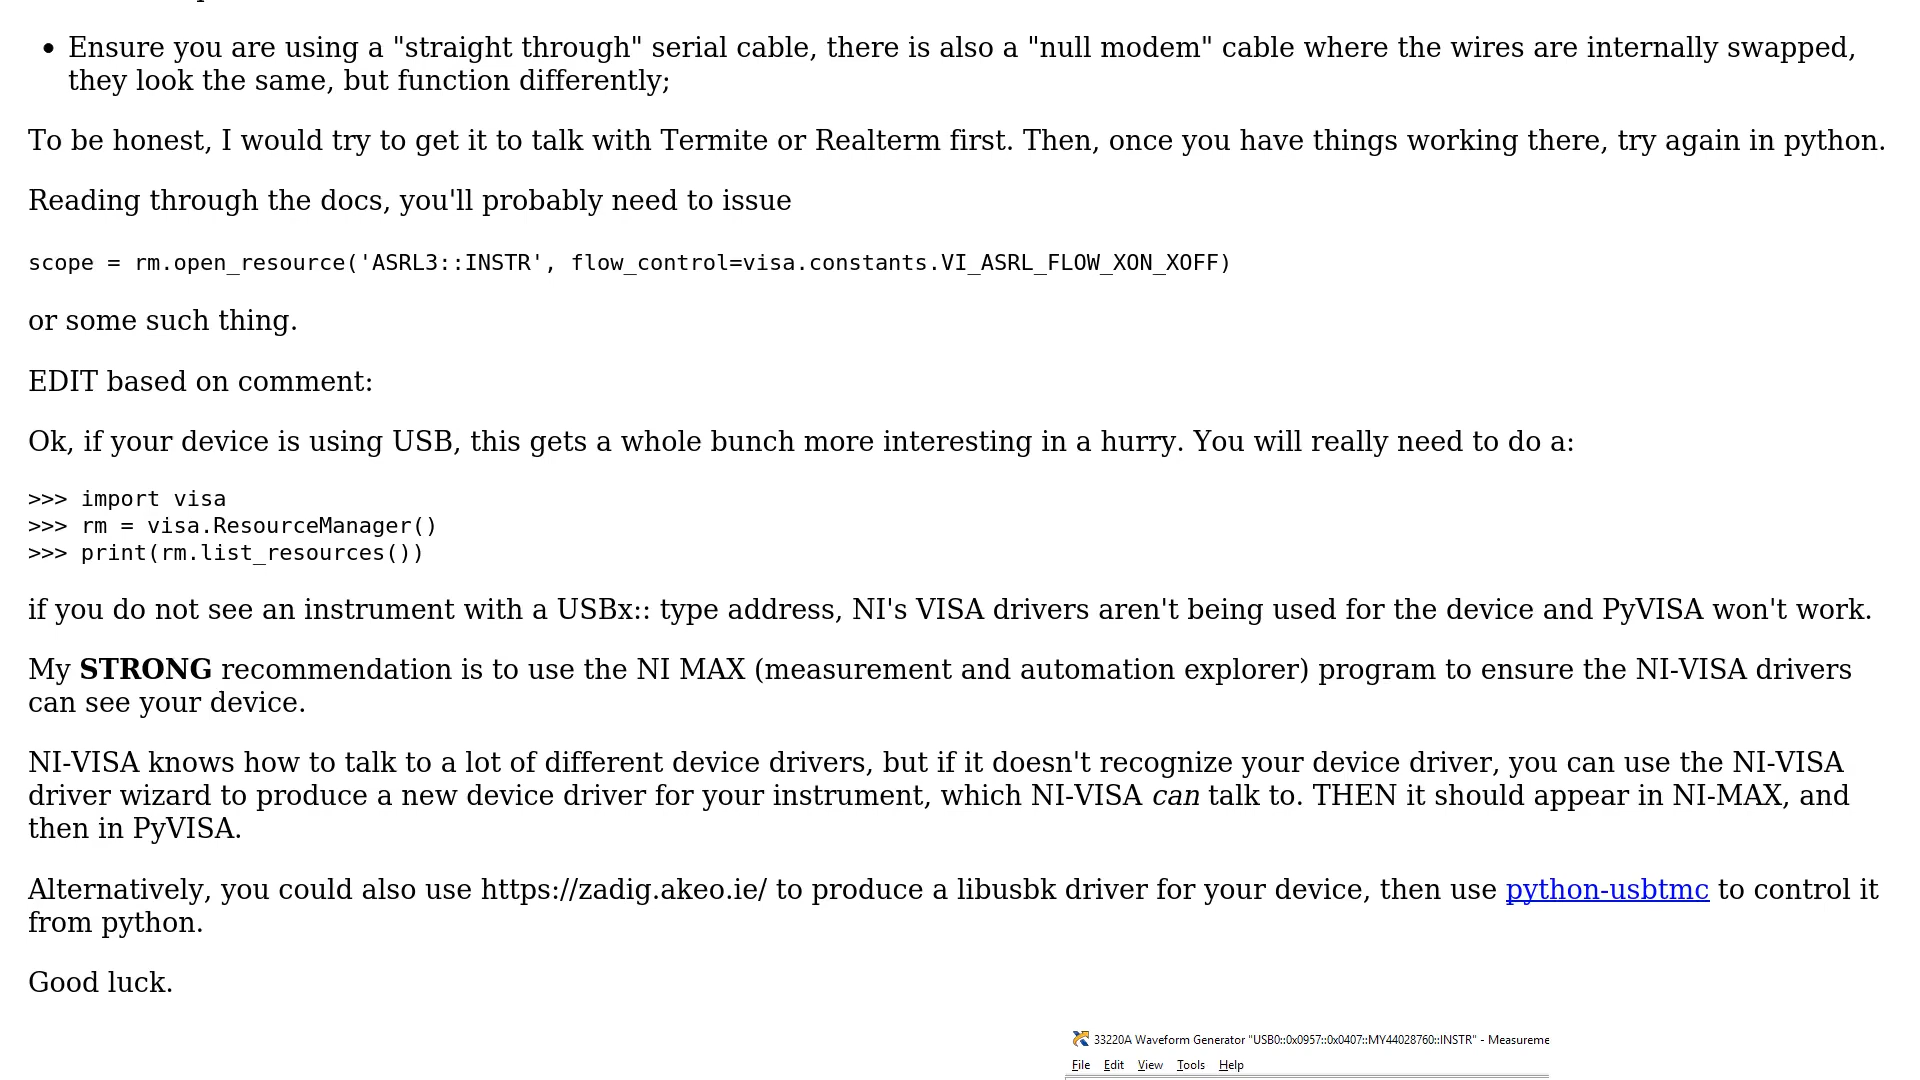 • Ensure you are using a "straight through" serial cable, there is also a "null modem" cable where the wires are internally swapped,
they look the same, but function differently;
To be honest, I would try to get it to talk with Termite or Realterm first. Then, once you have things working there, try again in python.
Reading through the docs, you'll probably need to issue
scope = rm.open_resource('ASRL3::INSTR', flow_control=visa.constants.VI_ASRL_FLOW_XON_XOFF)
or some such thing.
EDIT based on comment:
Ok, if your device is using USB, this gets a whole bunch more interesting in a hurry. You will really need to do a:
>>> import visa
>>> rm = visa.ResourceManager()
>>> print(rm.list_resources())
if you do not see an instrument with a USBx:: type address, NI's VISA drivers aren't being used for the device and PyVISA won't work.
My STRONG recommendation is to use the NI MAX (measurement and automation explorer) program to ensure the NI-VISA drivers
can see your device.
NI-VISA knows how to talk to a lot of different device drivers, but if it doesn't recognize your device driver, you can use the NI-VISA
driver wizard to produce a new device driver for your instrument, which NI-VISA can talk to. THEN it should appear in NI-MAX, and
then in PyVISA.
Alternatively, you could also use https://zadig.akeo.ie/ to produce a libusbk driver for your device, then use python-usbtmc to control it
from python.
Good luck.
33220A Waveform Generator "USB0::0x0957::0x0407::MY44028760::INSTR" - Measureme
File Edit View Tools Help